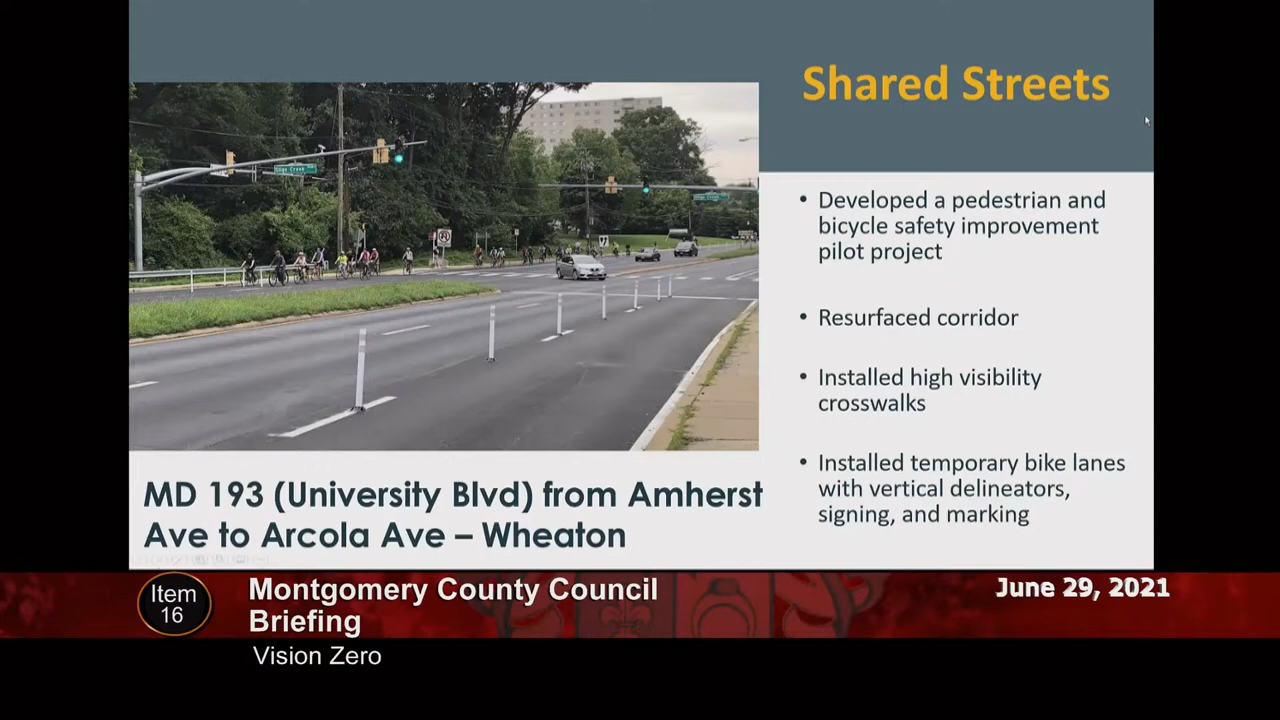 Shared Streets
Sligo Creek
• Developed a pedestrian and
bicycle safety improvement
pilot project
• Resurfaced corridor
• Installed high visibility
crosswalks
• Installed temporary bike lanes
with vertical delineators,
signing, and marking
MD 193 (University Blvd) from Amherst
Ave to Arcola Ave – Wheaton
Item
16
Montgomery County Council
Briefing
Vision Zero
June 29, 2021